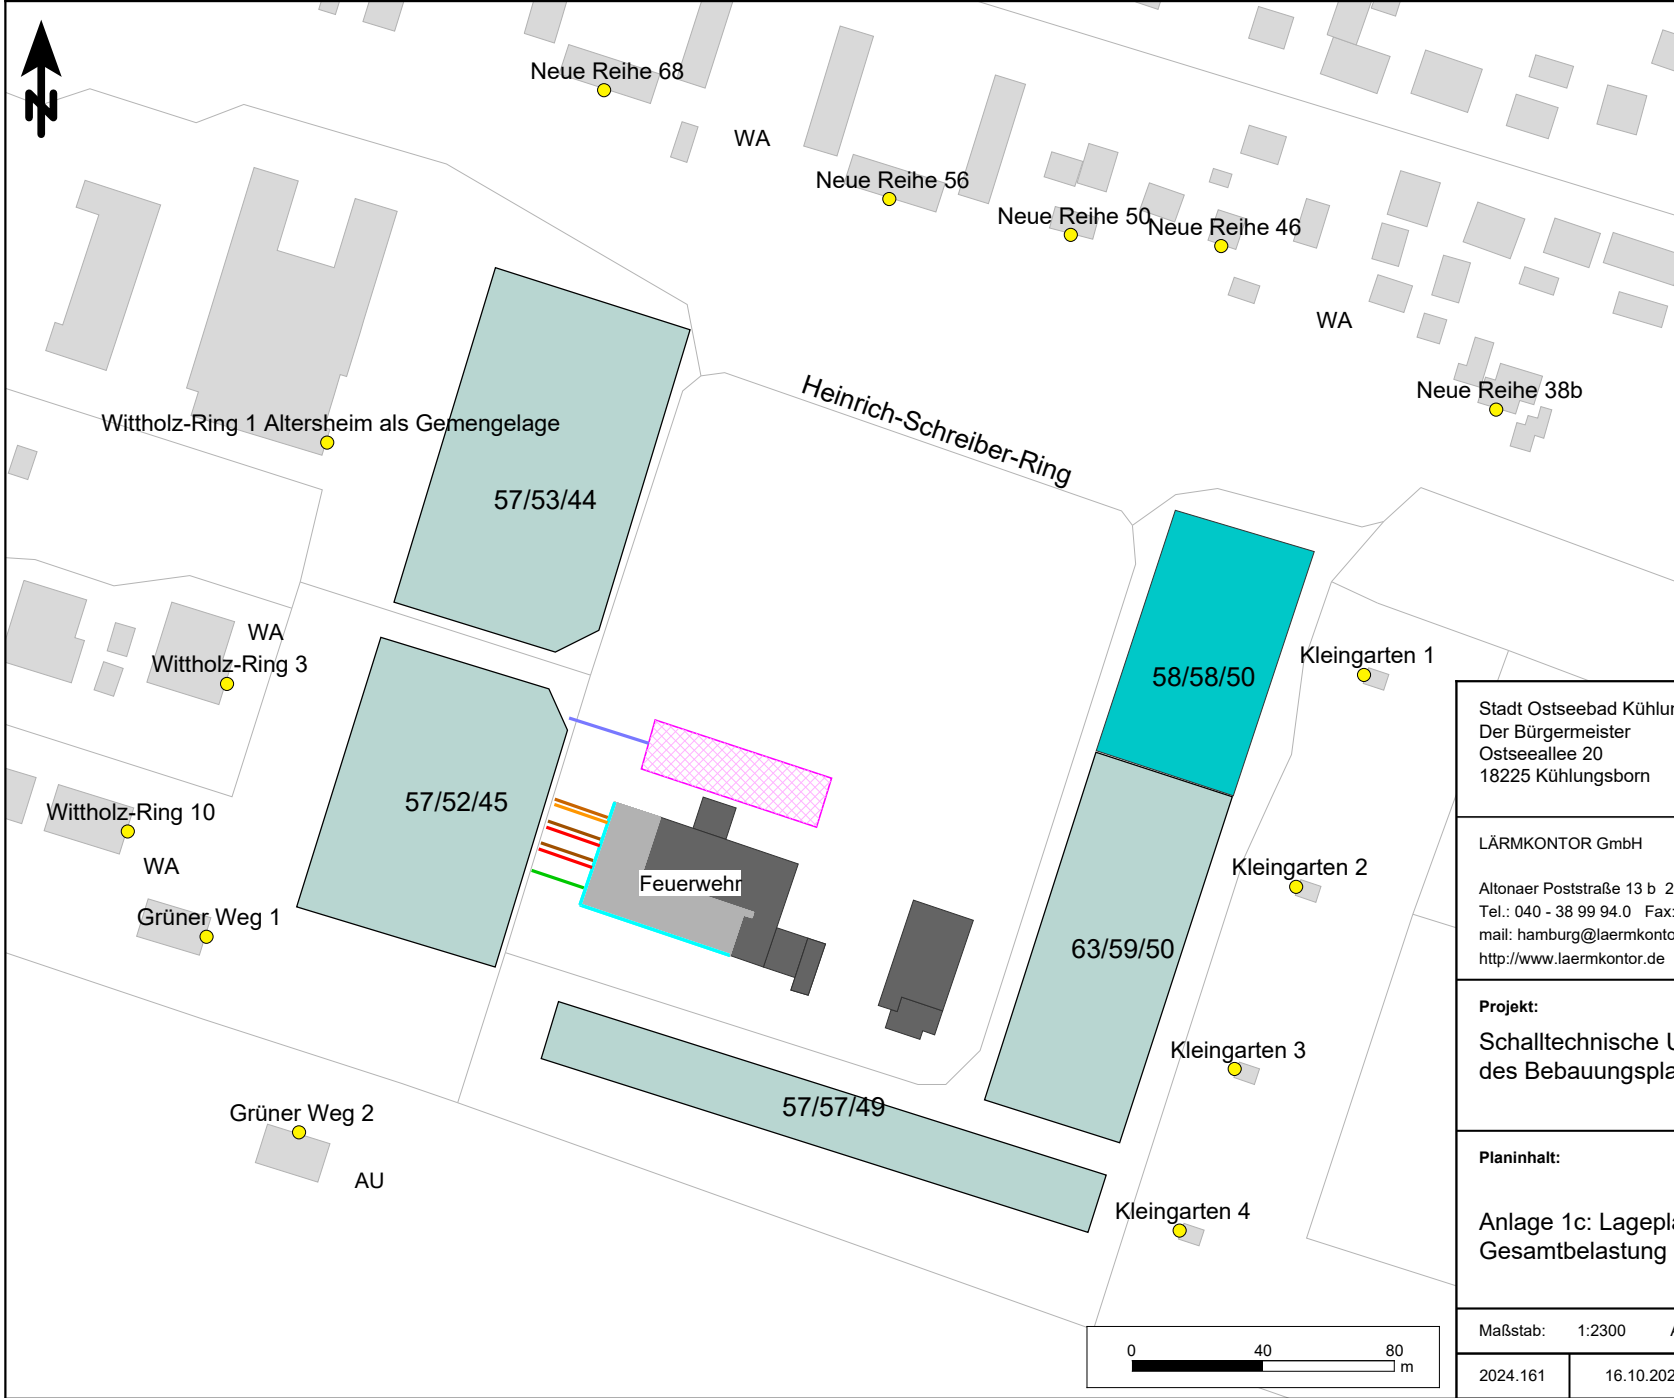 N
Neue Reihe 68
WA
Neue Reihe 56
Neue Reihe 50
Neue Reihe 46
WA
Neue Reihe 38b
Heinrich-Schreiber-Ring
Wittholz-Ring 1 Altersheim als Gemengelage
57/53/44
WA
Wittholz-Ring 3
58/58/50
Kleingarten 1
57/52/45
Wittholz-Ring 10
WA
Grüner Weg 1
Feuerwehr
Kleingarten 2
63/59/50
Kleingarten 3
57/57/49
Grüner Weg 2
AU
Kleingarten 4
0 40 80
m
Stadt Ostseebad
Der Bürgermeister
Ostseeallee 20
18225 Kühlungsborn
LÄRMKONTOR GmbH
Altonaer Poststraße 13 b 2
Tel.: 040 - 38 99 94.0 Fax:
mail: hamburg@laermkonto
http://www.laermkontor.de
Projekt:
Schalltechnische U
des Bebauungspla
Planinhalt:
Anlage 1c: Lagepla
Gesamtbelastung
Maßstab: 1:2300
2024.161 16.10.202